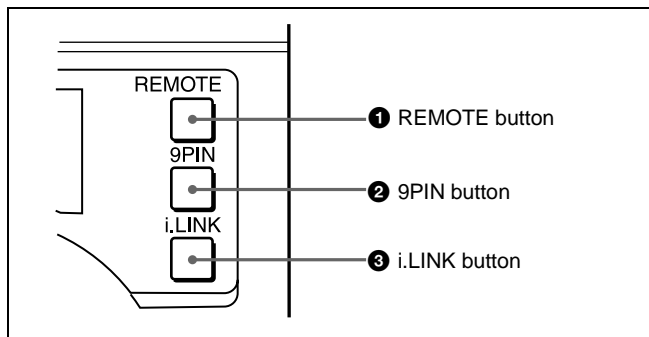 REMOTE
❶ REMOTE button
9PIN
❷ 9PIN button
i.LINK
❸ i.LINK button